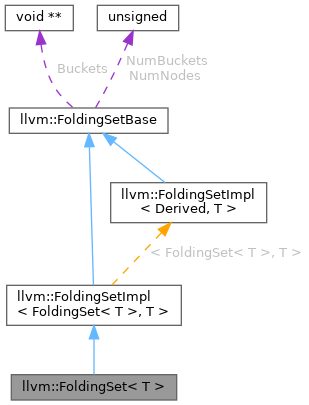 void **
unsigned
Buckets
NumBuckets
NumNodes
llvm::FoldingSetBase
llvm::FoldingSetImpl
< Derived, T >
< FoldingSet< T >, T >
llvm::FoldingSetImpl
< FoldingSet< T >, T >
llvm::FoldingSet< T >